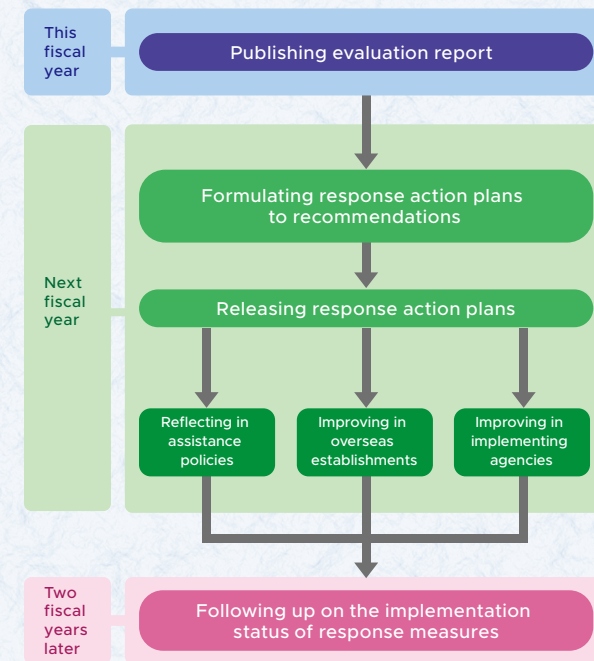 This
fiscal
year
Publishing evaluation report
Next
fiscal
year
Formulating response action plans
to recommendations
Releasing response action plans
Reflecting in
assistance
policies
Improving in
overseas
establishments
Improving in
implementing
agencies
Two
fiscal
years
later
Following up on the implementation
status of response measures